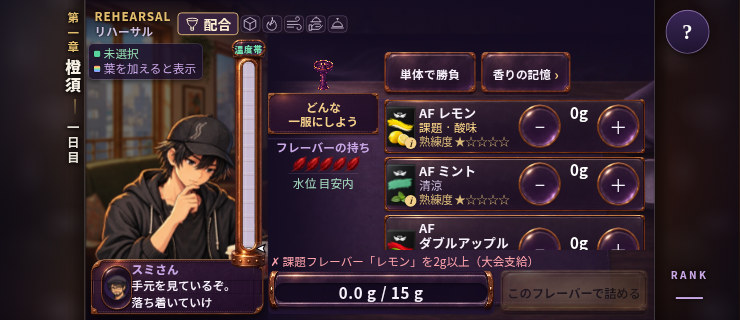 第一章 橙須 ― 一日目
REHEARSAL
リハーサル
配合
未選択
葉を加えると表示
温度帯
スミさん
手元を見ているぞ。
落ち着いていけ
どんな
一服にしよう
フレーバーの持ち
水位 目安内
単体で勝負
香りの記憶 ›
AF レモン
課題・酸味
熟練度 ★☆☆☆☆
− 0g ＋
AF ミント
清涼
熟練度 ★☆☆☆☆
− 0g ＋
AF
ダブルアップル
− 0g ＋
✗ 課題フレーバー「レモン」を2g以上（大会支給）
0.0 g / 15 g
このフレーバーで詰める
?
RANK
—